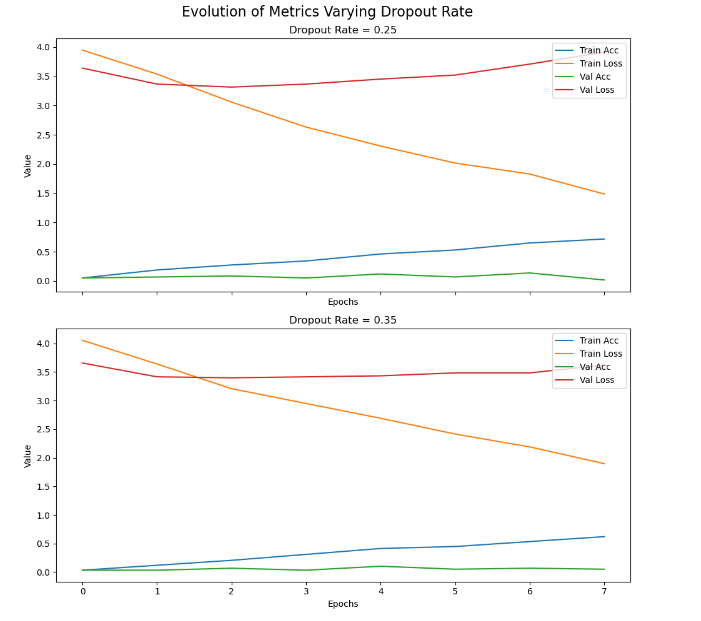 Evolution of Metrics Varying Dropout Rate
Dropout Rate = 0.25
4.0
3.5
3.0
2.5
2.0
1.5
1.0
0.5
0.0
Value
Train Acc
Train Loss
Val Acc
Val Loss
Epochs
Dropout Rate = 0.35
4.0
3.5
3.0
2.5
2.0
1.5
1.0
0.5
0.0
Value
Train Acc
Train Loss
Val Acc
Val Loss
0 1 2 3 4 5 6 7
Epochs